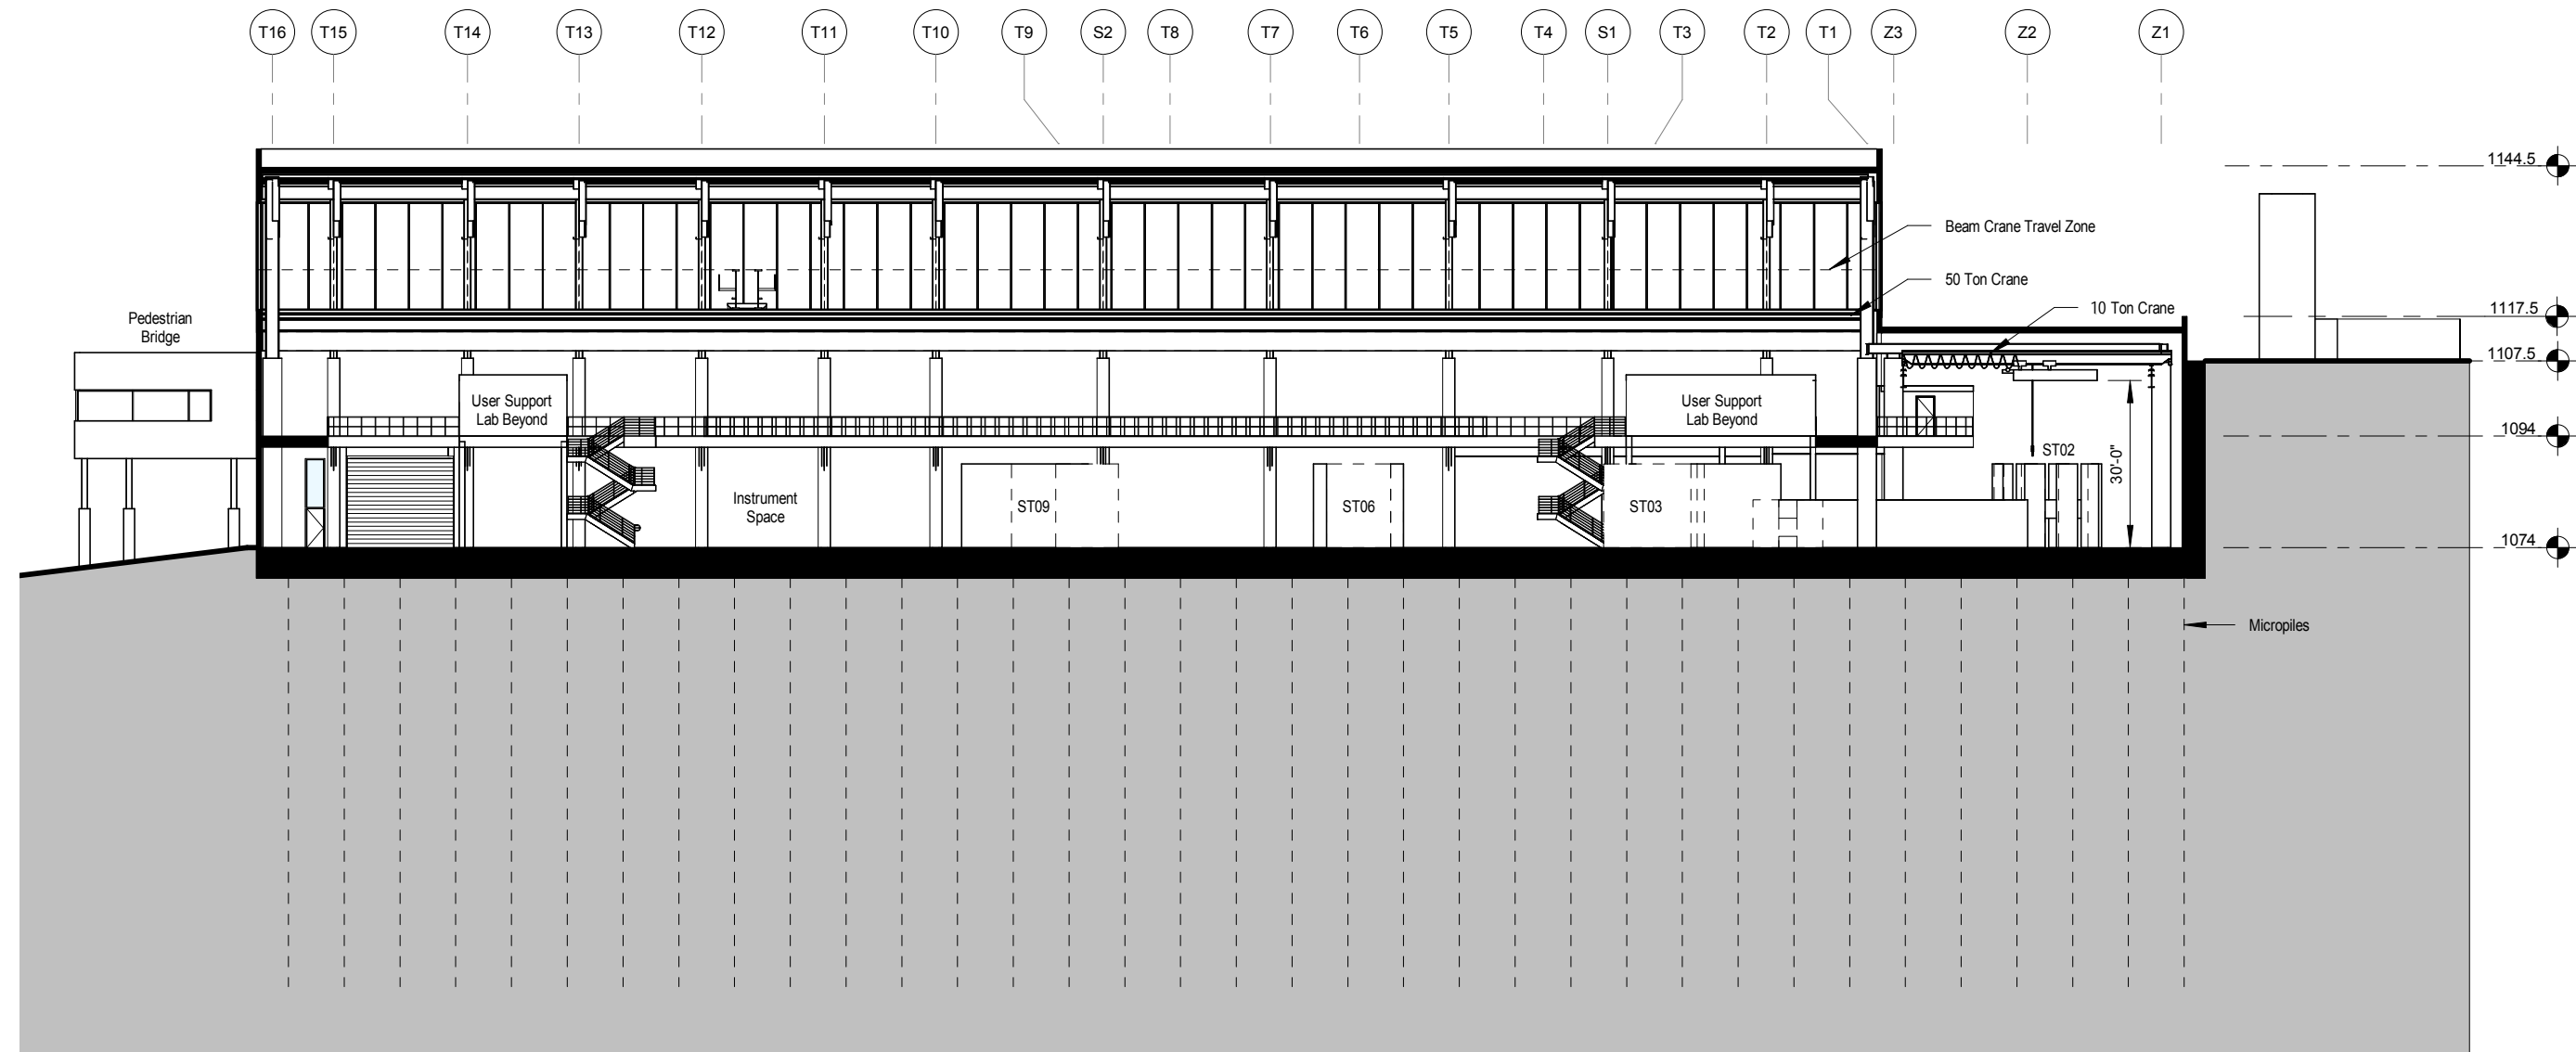 T16 T15 T14 T13 T12 T11 T10 T9 S2 T8 T7 T6 T5 T4 S1 T3 T2 T1 Z3 Z2 Z1
1144.5
Beam Crane Travel Zone
50 Ton Crane
10 Ton Crane
1117.5
Pedestrian
Bridge
1107.5
User Support
Lab Beyond
User Support
Lab Beyond
1094
ST02
30'-0"
Instrument
Space
ST09
ST06
ST03
1074
Micropiles